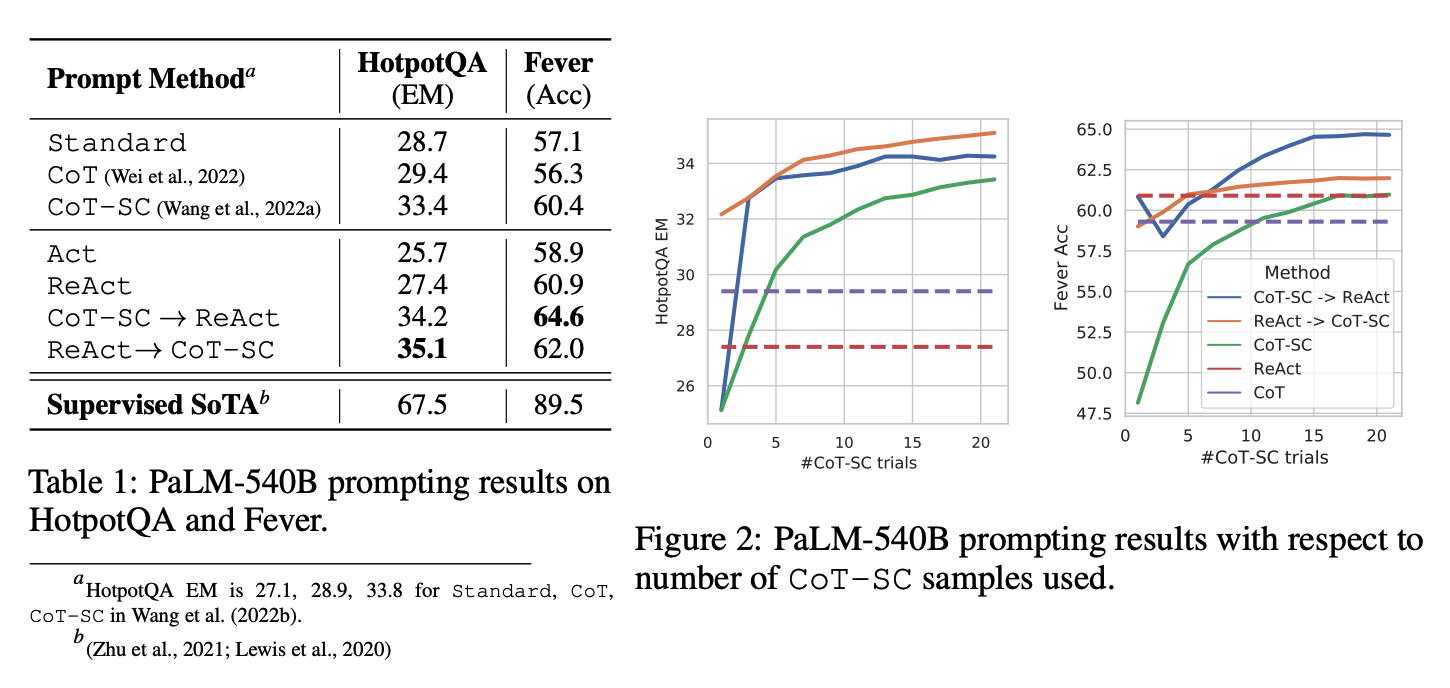 Prompt Methodᵃ HotpotQA Fever
(EM) (Acc)
Standard 28.7 57.1
CoT (Wei et al., 2022) 29.4 56.3
CoT-SC (Wang et al., 2022a) 33.4 60.4
Act 25.7 58.9
ReAct 27.4 60.9
CoT-SC → ReAct 34.2 64.6
ReAct→ CoT-SC 35.1 62.0
Supervised SoTAᵇ 67.5 89.5
Table 1: PaLM-540B prompting results on
HotpotQA and Fever.
ᵃHotpotQA EM is 27.1, 28.9, 33.8 for Standard, CoT,
CoT-SC in Wang et al. (2022b).
ᵇ(Zhu et al., 2021; Lewis et al., 2020)
HotpotQA EM
34
32
30
28
26
0 5 10 15 20
#CoT-SC trials
Fever Acc
65.0
62.5
60.0
57.5
55.0
52.5
50.0
47.5
Method
CoT-SC -> ReAct
ReAct -> CoT-SC
CoT-SC
ReAct
CoT
0 5 10 15 20
#CoT-SC trials
Figure 2: PaLM-540B prompting results with respect to
number of CoT-SC samples used.